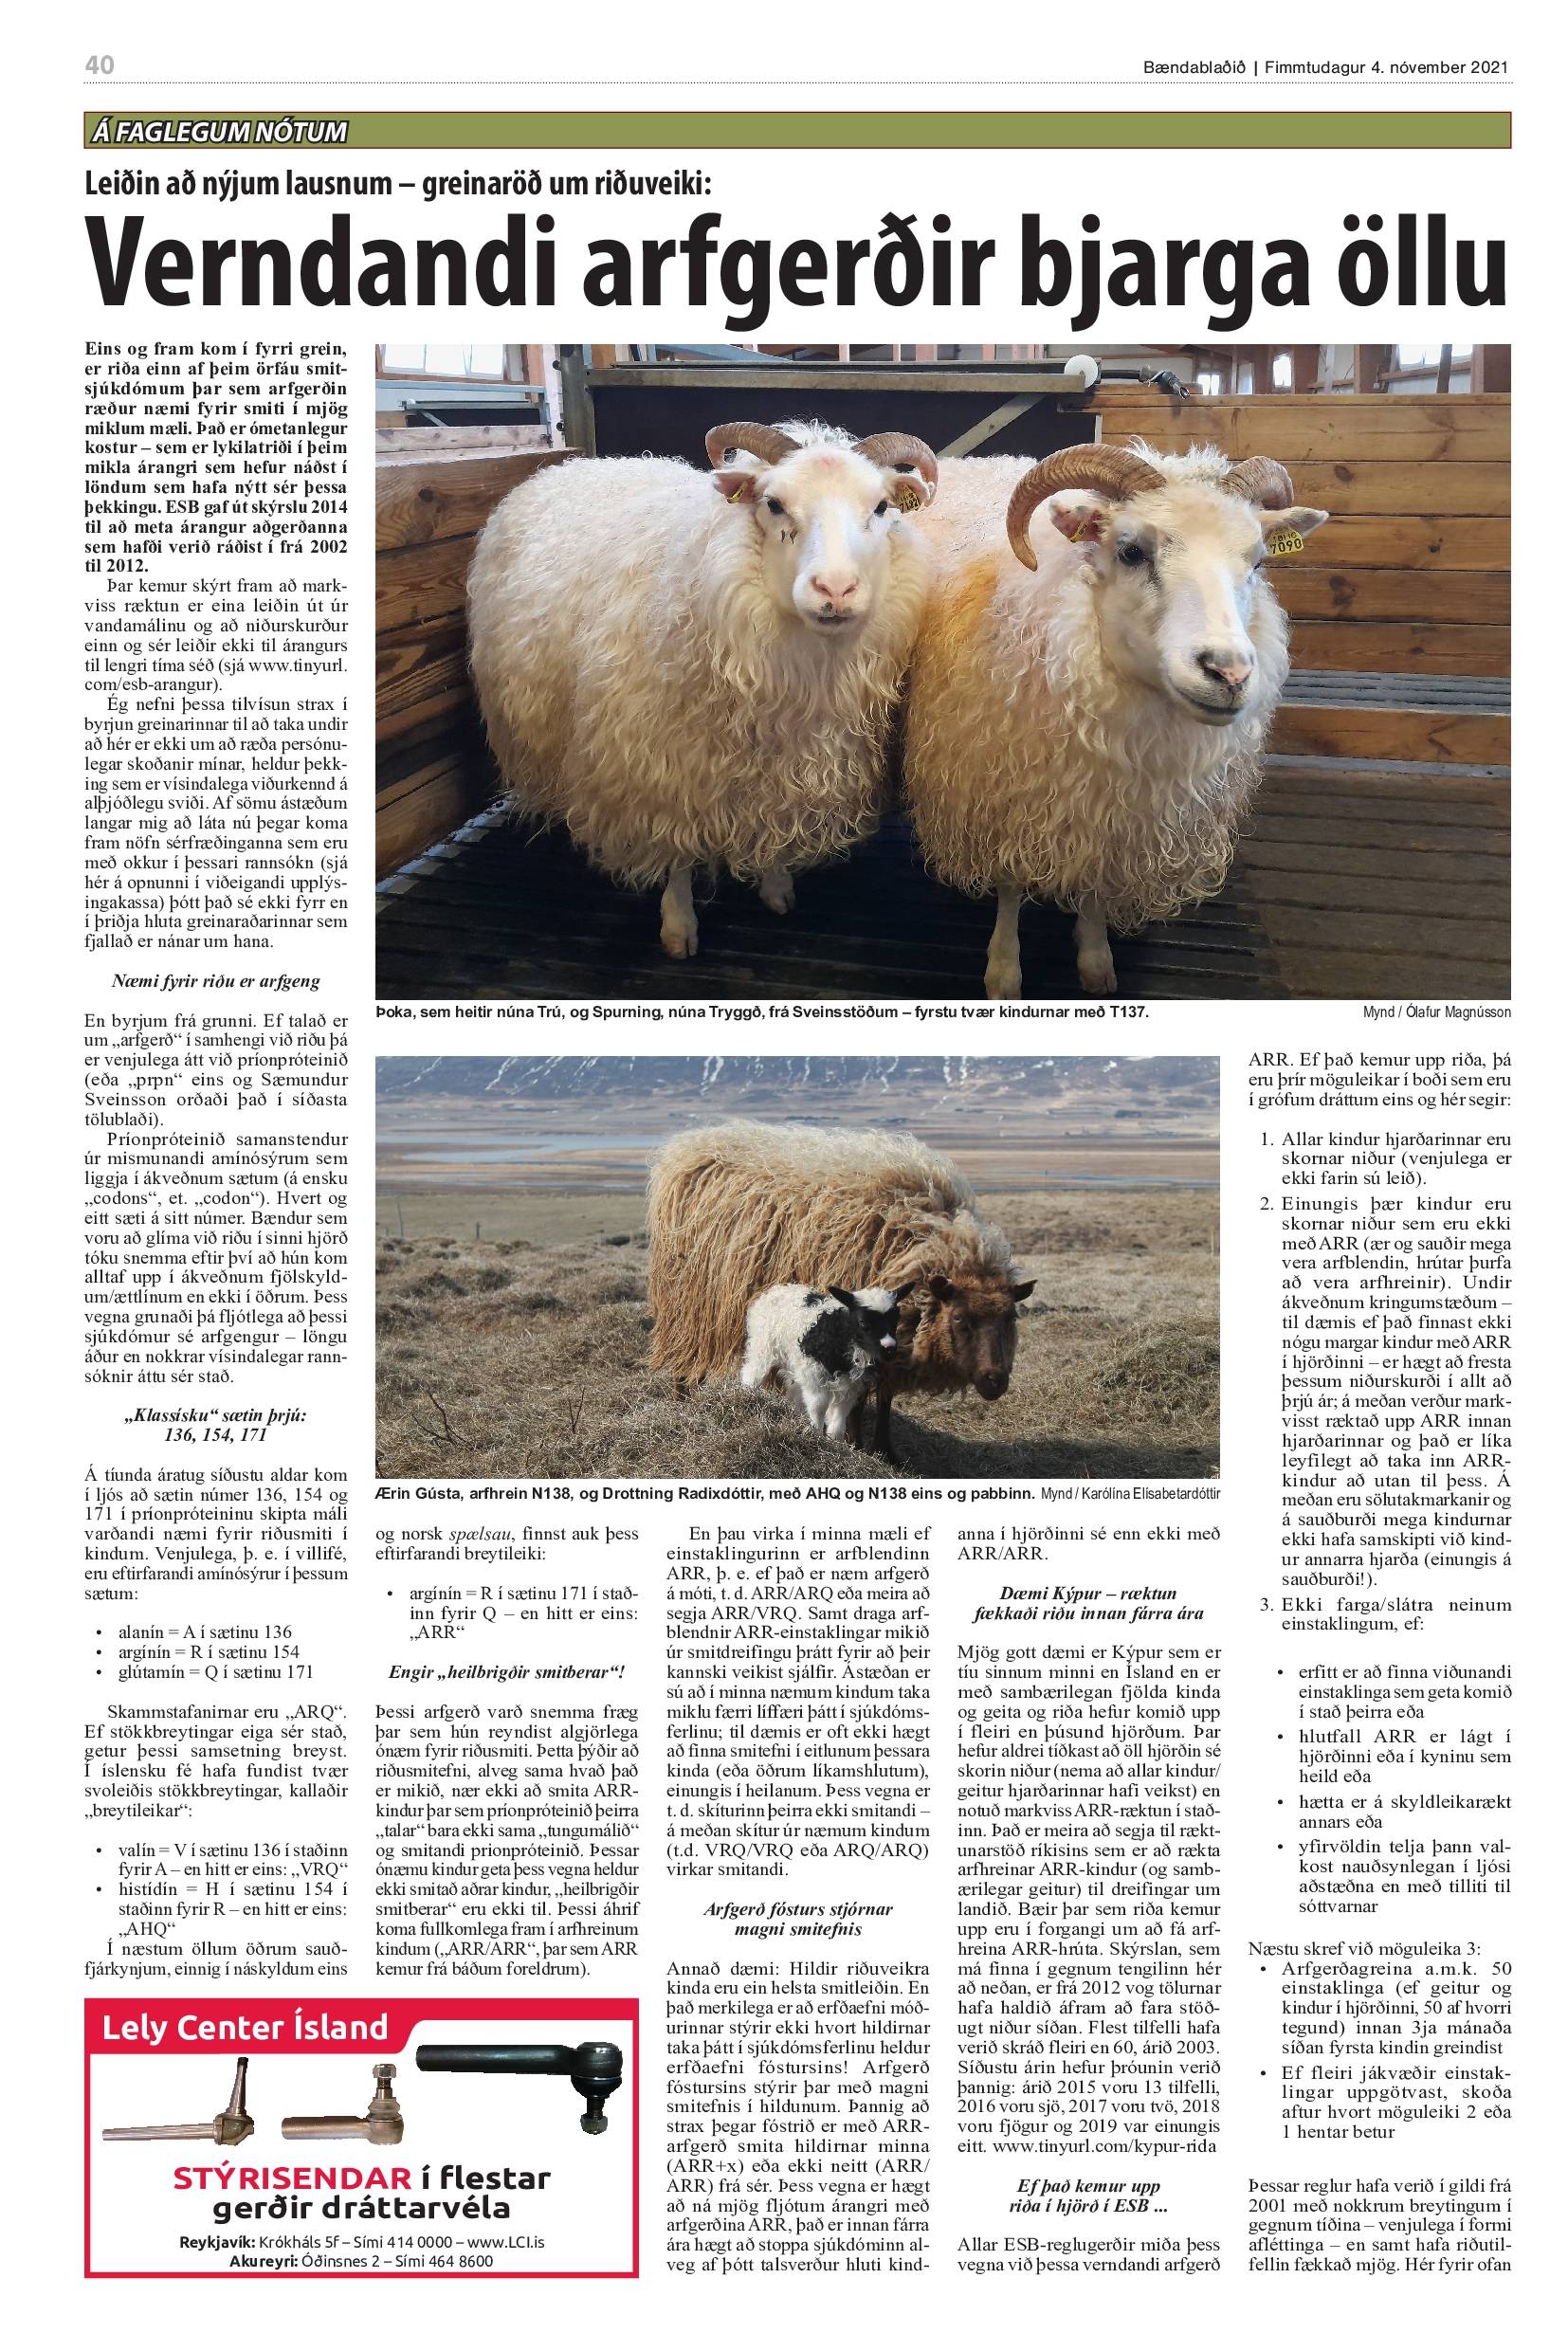 40
Bændablaðið | Fimmtudagur 4. nóvember 2021
Á FAGLEGUM NÓTUM
Leiðin að nýjum lausnum – greinaröð um riðuveiki:
Verndandi arfgerðir bjarga öllu
Eins og fram kom í fyrri grein,
er riða einn af þeim örfáu smit-
sjúkdómum þar sem arfgerðin
ræður næmi fyrir smiti í mjög
miklum mæli. Það er ómetanlegur
kostur – sem er lykilatriði í þeim
mikla árangri sem hefur náðst í
löndum sem hafa nýtt sér þessa
þekkingu. ESB gaf út skýrslu 2014
til að meta árangur aðgerðanna
sem hafði verið ráðist í frá 2002
til 2012.
Þar kemur skýrt fram að mark-
viss ræktun er eina leiðin út úr
vandamálinu og að niðurskurður
einn og sér leiðir ekki til árangurs
til lengri tíma séð (sjá www.tinyurl.
com/esb-arangur).
Ég nefni þessa tilvísun strax í
byrjun greinarinnar til að taka undir
að hér er ekki um að ræða persónu-
legar skoðanir mínar, heldur þekk-
ing sem er vísindalega viðurkennd á
alþjóðlegu sviði. Af sömu ástæðum
langar mig að láta nú þegar koma
fram nöfn sérfræðinganna sem eru
með okkur í þessari rannsókn (sjá
hér á opnunni í viðeigandi upplýs-
ingakassa) þótt það sé ekki fyrr en
í þriðja hluta greinaraðarinnar sem
fjallað er nánar um hana.
Næmi fyrir riðu er arfgeng
En byrjum frá grunni. Ef talað er
um „arfgerð“ í samhengi við riðu þá
er venjulega átt við príonpróteinið
(eða „prpn“ eins og Sæmundur
Sveinsson orðaði það í síðasta
tölublaði).
Príonpróteinið samanstendur
úr mismunandi amínósýrum sem
liggja í ákveðnum sætum (á ensku
„codons“, et. „codon“). Hvert og
eitt sæti á sitt númer. Bændur sem
voru að glíma við riðu í sinni hjörð
tóku snemma eftir því að hún kom
alltaf upp í ákveðnum fjölskyld-
um/ættlínum en ekki í öðrum. Þess
vegna grunaði þá fljótlega að þessi
sjúkdómur sé arfgengur – löngu
áður en nokkrar vísindalegar rann-
sóknir áttu sér stað.
„Klassísku“ sætin þrjú:
136, 154, 171
Á tíunda áratug síðustu aldar kom
í ljós að sætin númer 136, 154 og
171 í príonpróteininu skipta máli
varðandi næmi fyrir riðusmiti í
kindum. Venjulega, þ. e. í villifé,
eru eftirfarandi amínósýrur í þessum
sætum:
• alanín = A í sætinu 136
• argínín = R í sætinu 154
• glútamín = Q í sætinu 171
Skammstafanirnar eru „ARQ“.
Ef stökkbreytingar eiga sér stað,
getur þessi samsetning breyst.
Í íslensku fé hafa fundist tvær
svoleiðis stökkbreytingar, kallaðir
„breytileikar“:
• valín = V í sætinu 136 í staðinn
fyrir A – en hitt er eins: „VRQ“
• histídín = H í sætinu 154 í
staðinn fyrir R – en hitt er eins:
„AHQ“
Í næstum öllum öðrum sauð-
fjárkynjum, einnig í náskyldum eins
Þoka, sem heitir núna Trú, og Spurning, núna Tryggð, frá Sveinsstöðum – fyrstu tvær kindurnar með T137.
Mynd / Ólafur Magnússon
7090
Ærin Gústa, arfhrein N138, og Drottning Radixdóttir, með AHQ og N138 eins og pabbinn. Mynd / Karólína Elísabetardóttir
og norsk spælsau, finnst auk þess
eftirfarandi breytileiki:
• argínín = R í sætinu 171 í stað-
inn fyrir Q – en hitt er eins:
„ARR“
Engir „heilbrigðir smitberar“!
Þessi arfgerð varð snemma fræg
þar sem hún reyndist algjörlega
ónæm fyrir riðusmiti. Þetta þýðir að
riðusmitefni, alveg sama hvað það
er mikið, nær ekki að smita ARR-
kindur þar sem príonpróteinið þeirra
„talar“ bara ekki sama „tungumálið“
og smitandi prionpróteinið. Þessar
ónæmu kindur geta þess vegna heldur
ekki smitað aðrar kindur, „heilbrigðir
smitberar“ eru ekki til. Þessi áhrif
koma fullkomlega fram í arfhreinum
kindum („ARR/ARR“, þar sem ARR
kemur frá báðum foreldrum).
En þau virka í minna mæli ef
einstaklingurinn er arfblendinn
ARR, þ. e. ef það er næm arfgerð
á móti, t. d. ARR/ARQ eða meira að
segja ARR/VRQ. Samt draga arf-
blendnir ARR-einstaklingar mikið
úr smitdreifingu þrátt fyrir að þeir
kannski veikist sjálfir. Ástæðan er
sú að í minna næmum kindum taka
miklu færri líffæri þátt í sjúkdóms-
ferlinu; til dæmis er oft ekki hægt
að finna smitefni í eitlunum þessara
kinda (eða öðrum líkamshlutum),
einungis í heilanum. Þess vegna er
t. d. skíturinn þeirra ekki smitandi –
á meðan skítur úr næmum kindum
(t.d. VRQ/VRQ eða ARQ/ARQ)
virkar smitandi.
Arfgerð fósturs stjórnar
magni smitefnis
Annað dæmi: Hildir riðuveikra
kinda eru ein helsta smitleiðin. En
það merkilega er að erfðaefni móð-
urinnar stýrir ekki hvort hildirnar
taka þátt í sjúkdómsferlinu heldur
erfðaefni fóstursins! Arfgerð
fóstursins stýrir þar með magni
smitefnis í hildunum. Þannig að
strax þegar fóstrið er með ARR-
arfgerð smita hildirnar minna
(ARR+x) eða ekki neitt (ARR/
ARR) frá sér. Þess vegna er hægt
að ná mjög fljótum árangri með
arfgerðina ARR, það er innan fárra
ára hægt að stoppa sjúkdóminn al-
veg af þótt talsverður hluti kind-
anna í hjörðinni sé enn ekki með
ARR/ARR.
Dæmi Kýpur – ræktun
fækkaði riðu innan fárra ára
Mjög gott dæmi er Kýpur sem er
tíu sinnum minni en Ísland en er
með sambærilegan fjölda kinda
og geita og riða hefur komið upp
í fleiri en þúsund hjörðum. Þar
hefur aldrei tíðkast að öll hjörðin sé
skorin niður (nema að allar kindur/
geitur hjarðarinnar hafi veikst) en
notuð markviss ARR-ræktun í stað-
inn. Það er meira að segja til rækt-
unarstöð ríkisins sem er að rækta
arfhreinar ARR-kindur (og samb-
ærilegar geitur) til dreifingar um
landið. Bæir þar sem riða kemur
upp eru í forgangi um að fá arf-
hreina ARR-hrúta. Skýrslan, sem
má finna í gegnum tengilinn hér
að neðan, er frá 2012 vog tölurnar
hafa haldið áfram að fara stöð-
ugt niður síðan. Flest tilfelli hafa
verið skráð fleiri en 60, árið 2003.
Síðustu árin hefur þróunin verið
þannig: árið 2015 voru 13 tilfelli,
2016 voru sjö, 2017 voru tvö, 2018
voru fjögur og 2019 var einungis
eitt. www.tinyurl.com/kypur-rida
Ef það kemur upp
riða í hjörð í ESB ...
Allar ESB-reglugerðir miða þess
vegna við þessa verndandi arfgerð
ARR. Ef það kemur upp riða, þá
eru þrír möguleikar í boði sem eru
í grófum dráttum eins og hér segir:
1. Allar kindur hjarðarinnar eru
skornar niður (venjulega er
ekki farin sú leið).
2. Einungis þær kindur eru
skornar niður sem eru ekki
með ARR (ær og sauðir mega
vera arfblendin, hrútar þurfa
að vera arfhreinir). Undir
ákveðnum kringumstæðum –
til dæmis ef það finnast ekki
nógu margar kindur með ARR
í hjörðinni – er hægt að fresta
þessum niðurskurði í allt að
þrjú ár; á meðan verður mark-
visst ræktað upp ARR innan
hjarðarinnar og það er líka
leyfilegt að taka inn ARR-
kindur að utan til þess. Á
meðan eru sölutakmarkanir og
á sauðburði mega kindurnar
ekki hafa samskipti við kind-
ur annarra hjarða (einungis á
sauðburði!).
3. Ekki farga/slátra neinum
einstaklingum, ef:
• erfitt er að finna viðunandi
einstaklinga sem geta komið
í stað þeirra eða
• hlutfall ARR er lágt í
hjörðinni eða í kyninu sem
heild eða
• hætta er á skyldleikarækt
annars eða
• yfirvöldin telja þann val-
kost nauðsynlegan í ljósi
aðstæðna en með tilliti til
sóttvarnar
Næstu skref við möguleika 3:
• Arfgerðagreina a.m.k. 50
einstaklinga (ef geitur og
kindur í hjörðinni, 50 af hvorri
tegund) innan 3ja mánaða
síðan fyrsta kindin greindist
• Ef fleiri jákvæðir einstak-
lingar uppgötvast, skoða
aftur hvort möguleiki 2 eða
1 hentar betur
Þessar reglur hafa verið í gildi frá
2001 með nokkrum breytingum í
gegnum tíðina – venjulega í formi
afléttinga – en samt hafa riðutil-
fellin fækkað mjög. Hér fyrir ofan
Lely Center Ísland
STÝRISENDAR í flestar
gerðir dráttarvéla
Reykjavík: Krókháls 5f – Sími 414 0000 – www.LCI.is
Akureyri: Óðinsnes 2 – Sími 464 8600